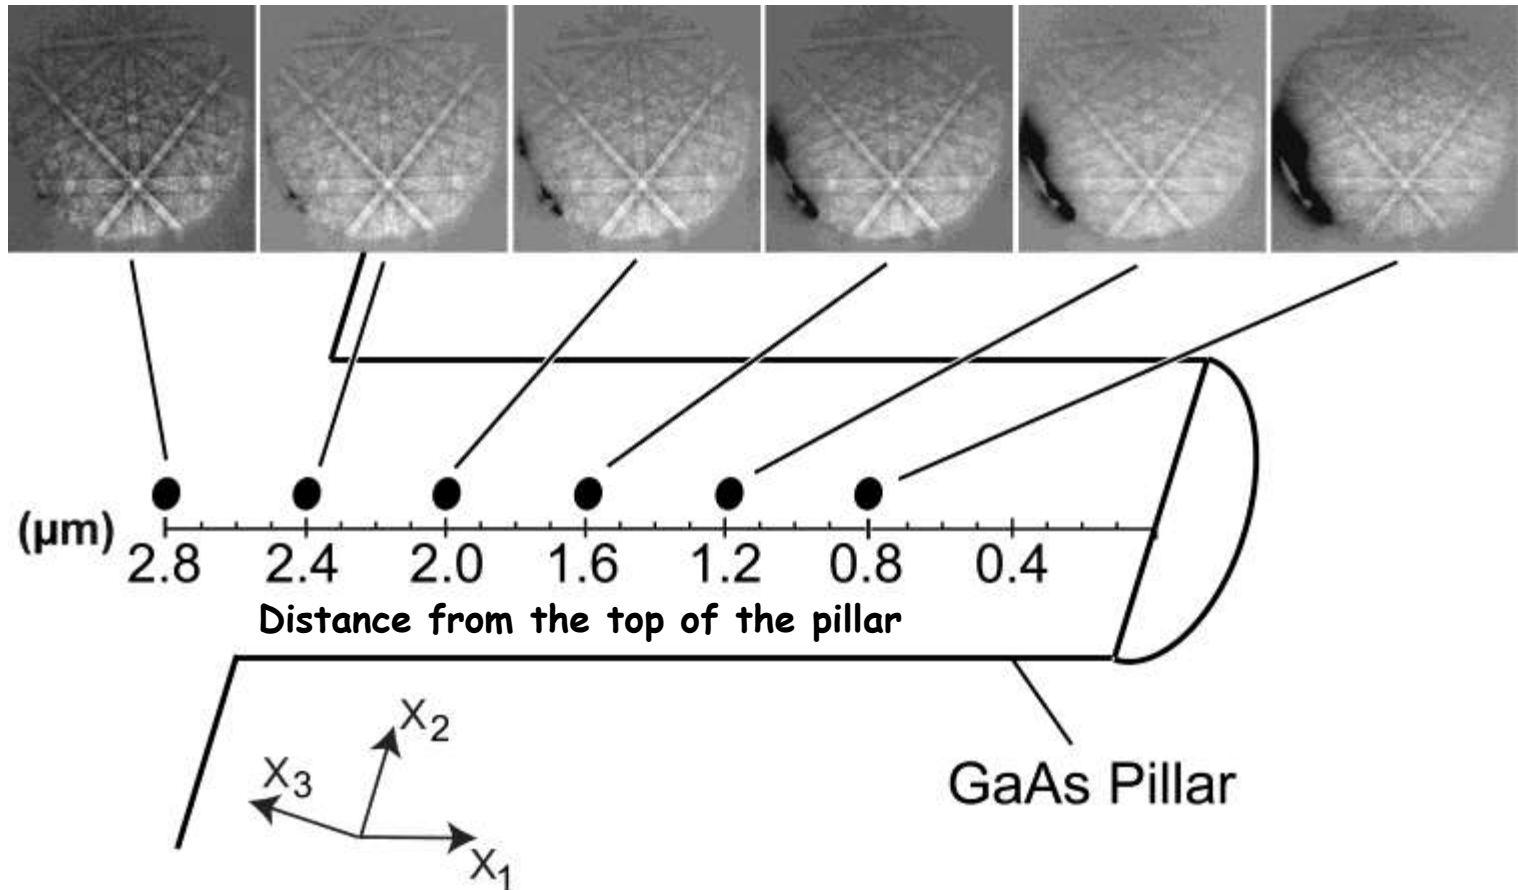 (μm)
2.8 2.4 2.0 1.6 1.2 0.8 0.4
Distance from the top of the pillar
X2
X3
X1
GaAs Pillar